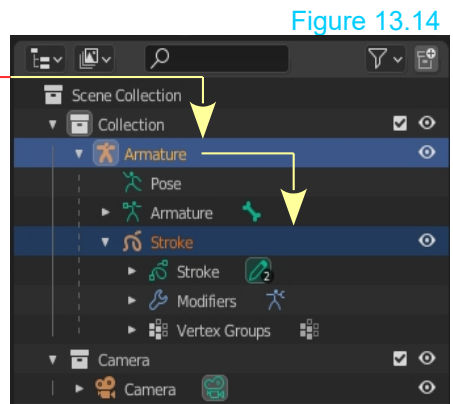 Figure 13.14
Scene Collection
Collection
Armature
Pose
Armature
Stroke
Stroke 2
Modifiers
Vertex Groups
Camera
Camera